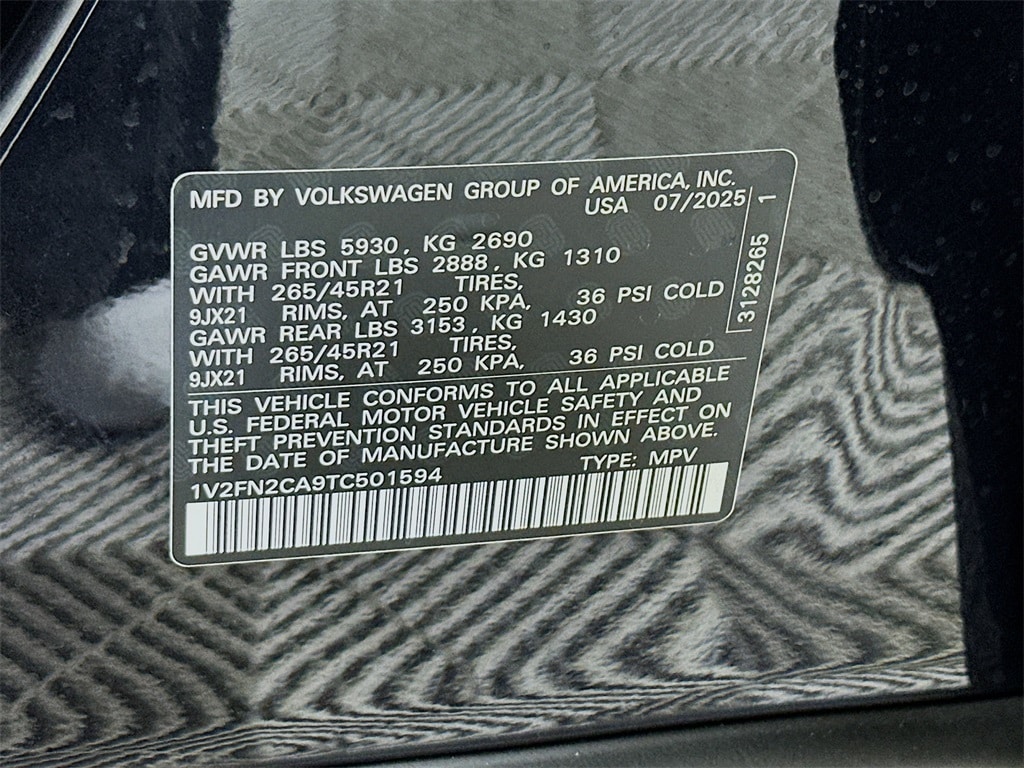 MFD BY VOLKSWAGEN GROUP OF AMERICA, INC.
USA 07/2025
GVWR LBS 5930, KG 2690
GAWR FRONT LBS 2888, KG 1310
WITH 265/45R21 TIRES,
9JX21 RIMS, AT 250 KPA, 36 PSI COLD
GAWR REAR LBS 3153, KG 1430
WITH 265/45R21 TIRES,
9JX21 RIMS, AT 250 KPA, 36 PSI COLD
3128265 1
THIS VEHICLE CONFORMS TO ALL APPLICABLE
U.S. FEDERAL MOTOR VEHICLE SAFETY AND
THEFT PREVENTION STANDARDS IN EFFECT ON
THE DATE OF MANUFACTURE SHOWN ABOVE.
1V2FN2CA9TC501594 TYPE: MPV